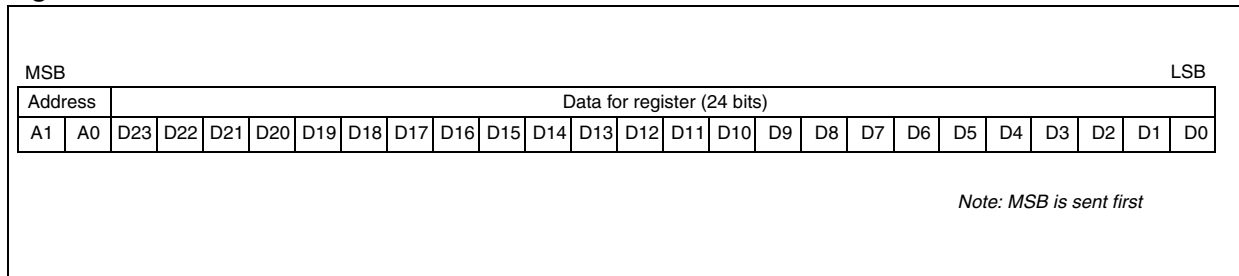 MSB LSB
Address Data for register (24 bits)
A1 A0 D23 D22 D21 D20 D19 D18 D17 D16 D15 D14 D13 D12 D11 D10 D9 D8 D7 D6 D5 D4 D3 D2 D1 D0
Note: MSB is sent first